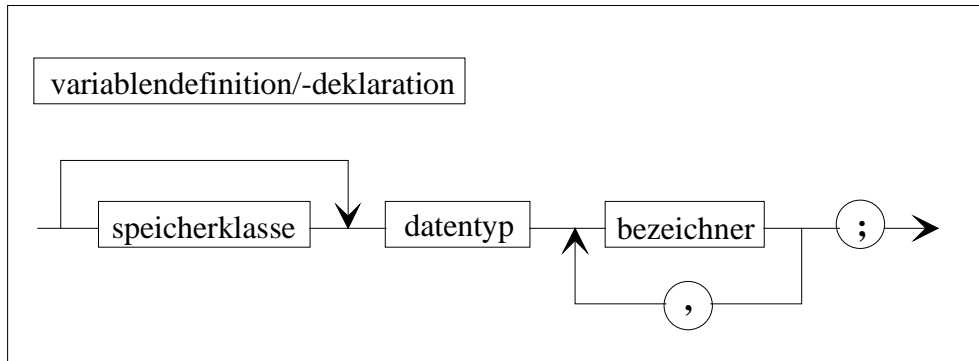 variablendefinition/-deklaration
speicherklasse datentyp bezeichner ;
,